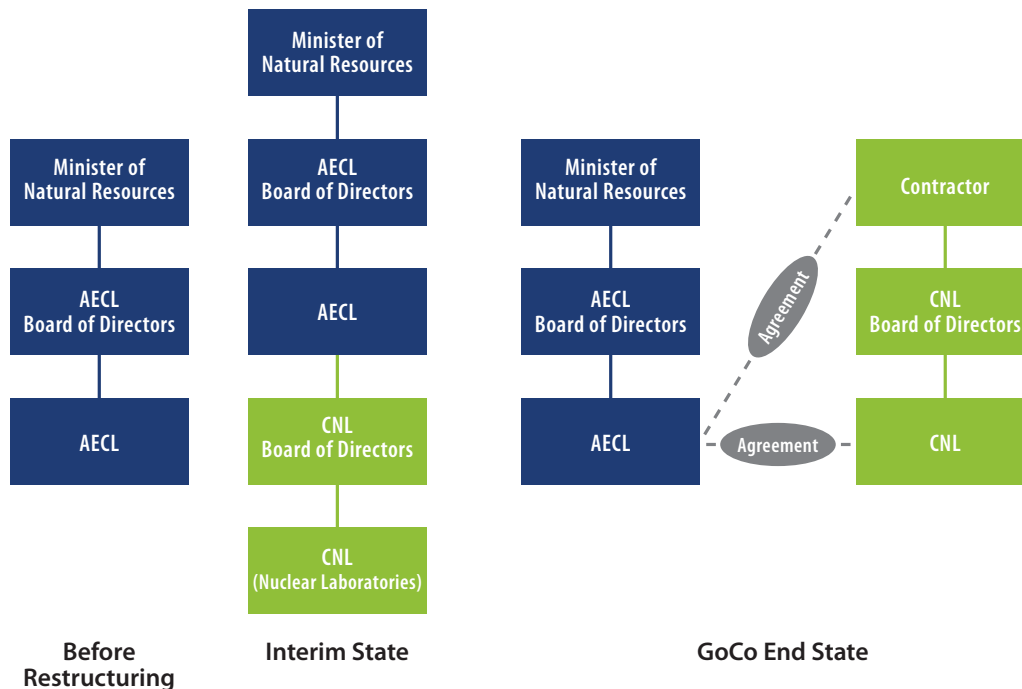 Minister of
Natural Resources
AECL
Board of Directors
AECL
Before
Restructuring
Minister of
Natural Resources
AECL
Board of Directors
AECL
CNL
Board of Directors
CNL
(Nuclear Laboratories)
Interim State
Minister of
Natural Resources
AECL
Board of Directors
AECL
Agreement
Agreement
Contractor
CNL
Board of Directors
CNL
GoCo End State